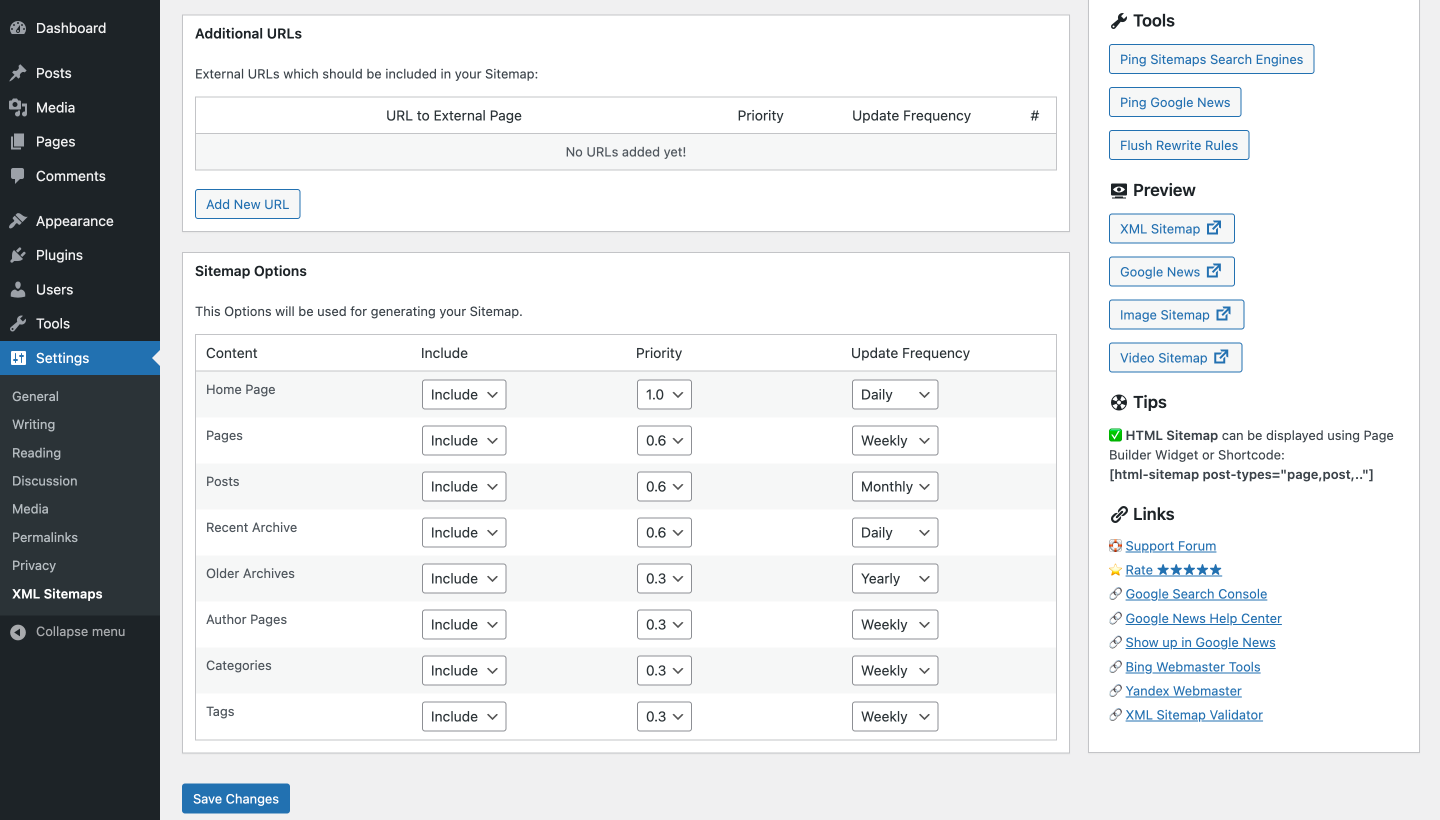 Dashboard
Posts
Media
Pages
Comments
Appearance
Plugins
Users
Tools
Settings
General
Writing
Reading
Discussion
Media
Permalinks
Privacy
XML Sitemaps
Collapse menu
Additional URLs
External URLs which should be included in your Sitemap:
URL to External Page Priority Update Frequency #
No URLs added yet!
Add New URL
Sitemap Options
This Options will be used for generating your Sitemap.
Content Include Priority Update Frequency
Home Page Include 1.0 Daily
Pages Include 0.6 Weekly
Posts Include 0.6 Monthly
Recent Archive Include 0.6 Daily
Older Archives Include 0.3 Yearly
Author Pages Include 0.3 Weekly
Categories Include 0.3 Weekly
Tags Include 0.3 Weekly
Save Changes
Tools
Ping Sitemaps Search Engines
Ping Google News
Flush Rewrite Rules
Preview
XML Sitemap
Google News
Image Sitemap
Video Sitemap
Tips
✅ HTML Sitemap can be displayed using Page
Builder Widget or Shortcode:
[html-sitemap post-types="page,post,.."]
Links
Support Forum
Rate ★★★★★
Google Search Console
Google News Help Center
Show up in Google News
Bing Webmaster Tools
Yandex Webmaster
XML Sitemap Validator